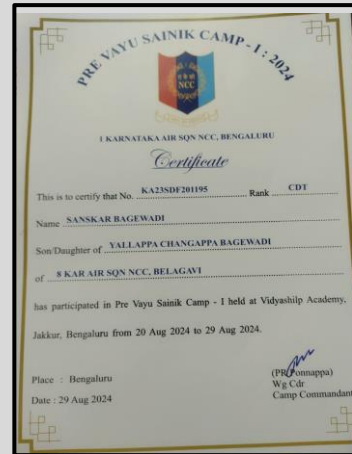 PRE VAYU SAINIK CAMP - I : 2024
NCC
1 KARNATAKA AIR SQN NCC, BENGALURU
Certificate
This is to certify that No. KA23SDF201195 Rank CDT
Name SANSKAR BAGEWADI
Son/Daughter of YALLAPPA CHANGAPPA BAGEWADI
of 8 KAR AIR SQN NCC, BELAGAVI
has participated in Pre Vayu Sainik Camp - I held at Vidyashilp Academy,
Jakkur, Bengaluru from 20 Aug 2024 to 29 Aug 2024.
Place : Bengaluru
Date : 29 Aug 2024
(PR Ponnappa)
Wg Cdr
Camp Commandant